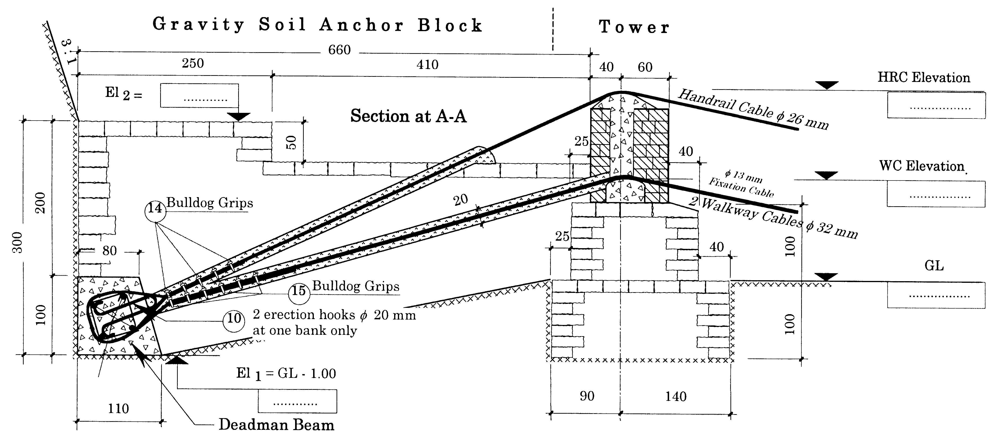 Gravity Soil Anchor Block
Tower
3 : 1
660
250
410
40
60
El 2 =
............
HRC Elevation
................
Handrail Cable ϕ 26 mm
Section at A-A
50
25
40
WC Elevation
................
ϕ 13 mm
Fixation Cable
2 Walkway Cables ϕ 32 mm
14
Bulldog Grips
20
200
300
80
25
40
100
GL
................
15
Bulldog Grips
10
2 erection hooks ϕ 20 mm
at one bank only
100
100
El 1 = GL - 1.00
............
90
140
110
Deadman Beam